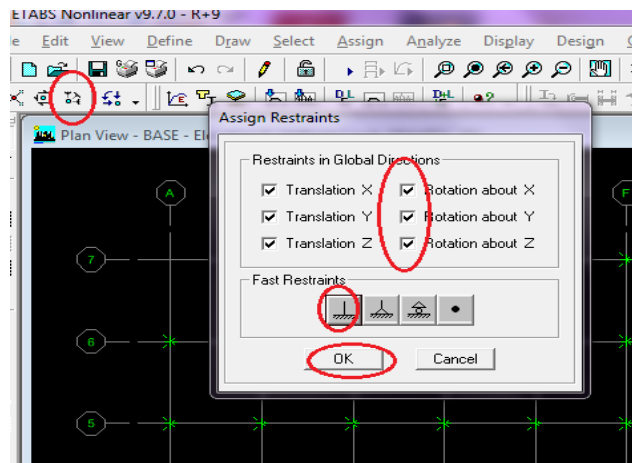 ETABS Nonlinear v9.7.0 - R+9
Edit View Define Draw Select Assign Analyze Display Design
Plan View - BASE - El
Assign Restraints
Restraints in Global Directions
Translation X Rotation about X
Translation Y Rotation about Y
Translation Z Rotation about Z
Fast Restraints
OK Cancel
A
F
7
6
5